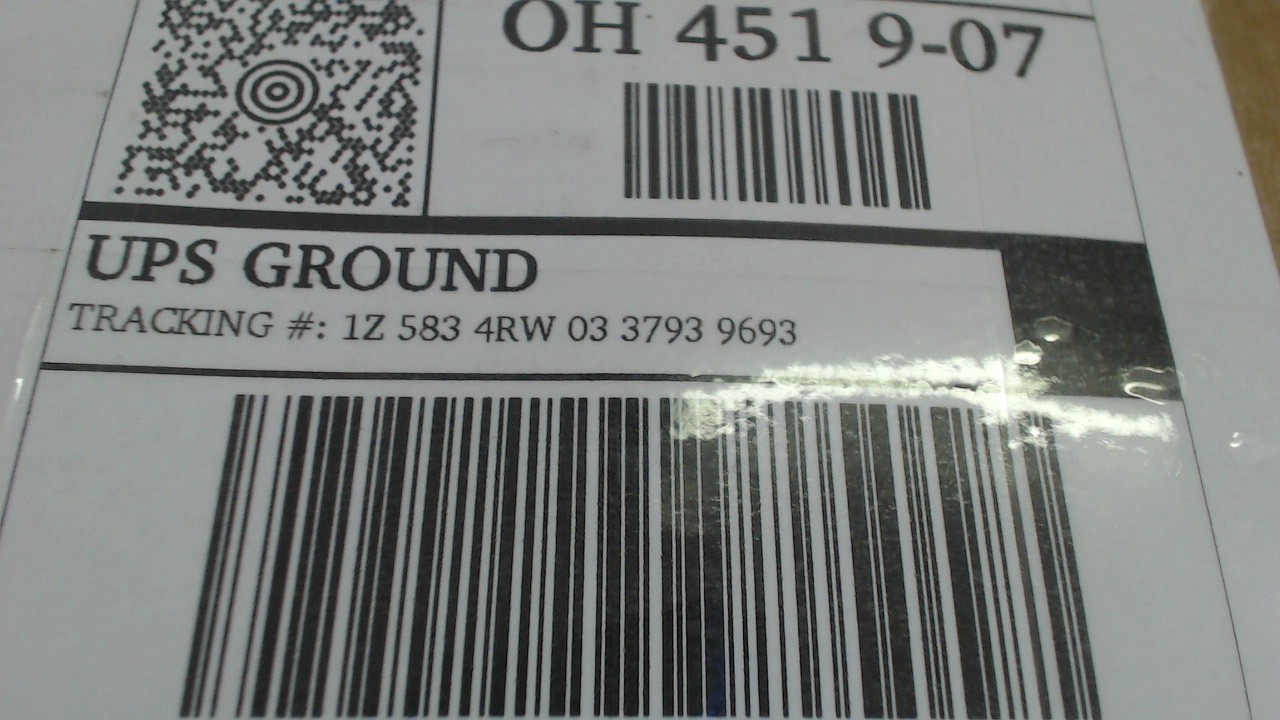 OH 451 9-07
UPS GROUND
TRACKING #: 1Z 583 4RW 03 3793 9693